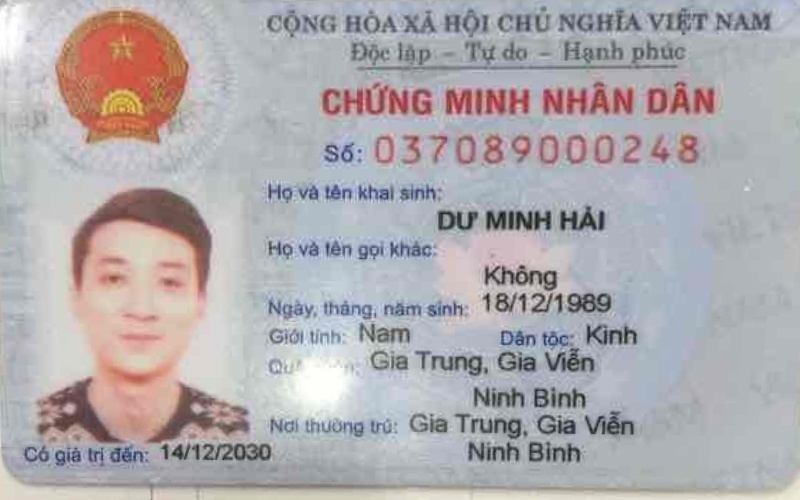 CỘNG HÒA XÃ HỘI CHỦ NGHĨA VIỆT NAM
Độc lập – Tự do – Hạnh phúc
CHỨNG MINH NHÂN DÂN
Số: 037089000248
Họ và tên khai sinh:
DƯ MINH HẢI
Họ và tên gọi khác:
Không
Ngày, tháng, năm sinh: 18/12/1989
Giới tính: Nam Dân tộc: Kinh
Gia Trung, Gia Viễn
Ninh Bình
Nơi thường trú: Gia Trung, Gia Viễn
Ninh Bình
Có giá trị đến: 14/12/2030